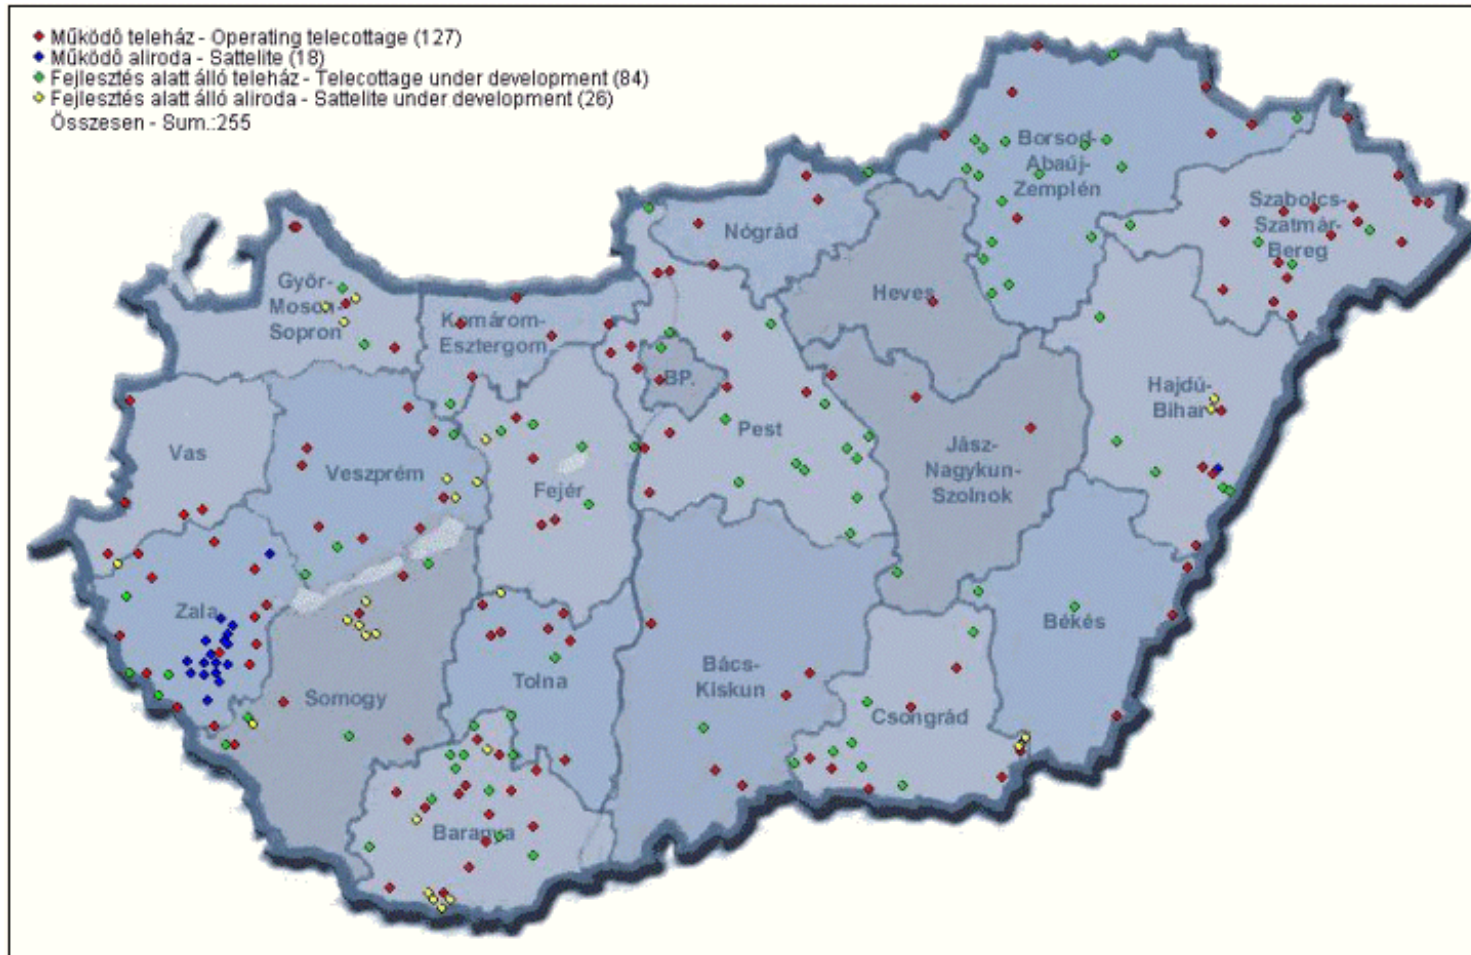 Működő teleház - Operating telecottage (127)
Működő aliroda - Sattelite (18)
Fejlesztés alatt álló teleház - Telecottage under development (84)
Fejlesztés alatt álló aliroda - Sattelite under development (26)
Összesen - Sum.:255
Borsod-
Abaúj-
Zemplén
Szabolcs-
Szatmár-
Bereg
Nógrád
Győr-
Moson-
Sopron
Heves
Komárom-
Esztergom
BP.
Hajdú-
Bihar
Pest
Vas
Veszprém
Fejér
Jász-
Nagykun-
Szolnok
Zala
Békés
Bács-
Kiskun
Tolna
Somogy
Csongrád
Baranya